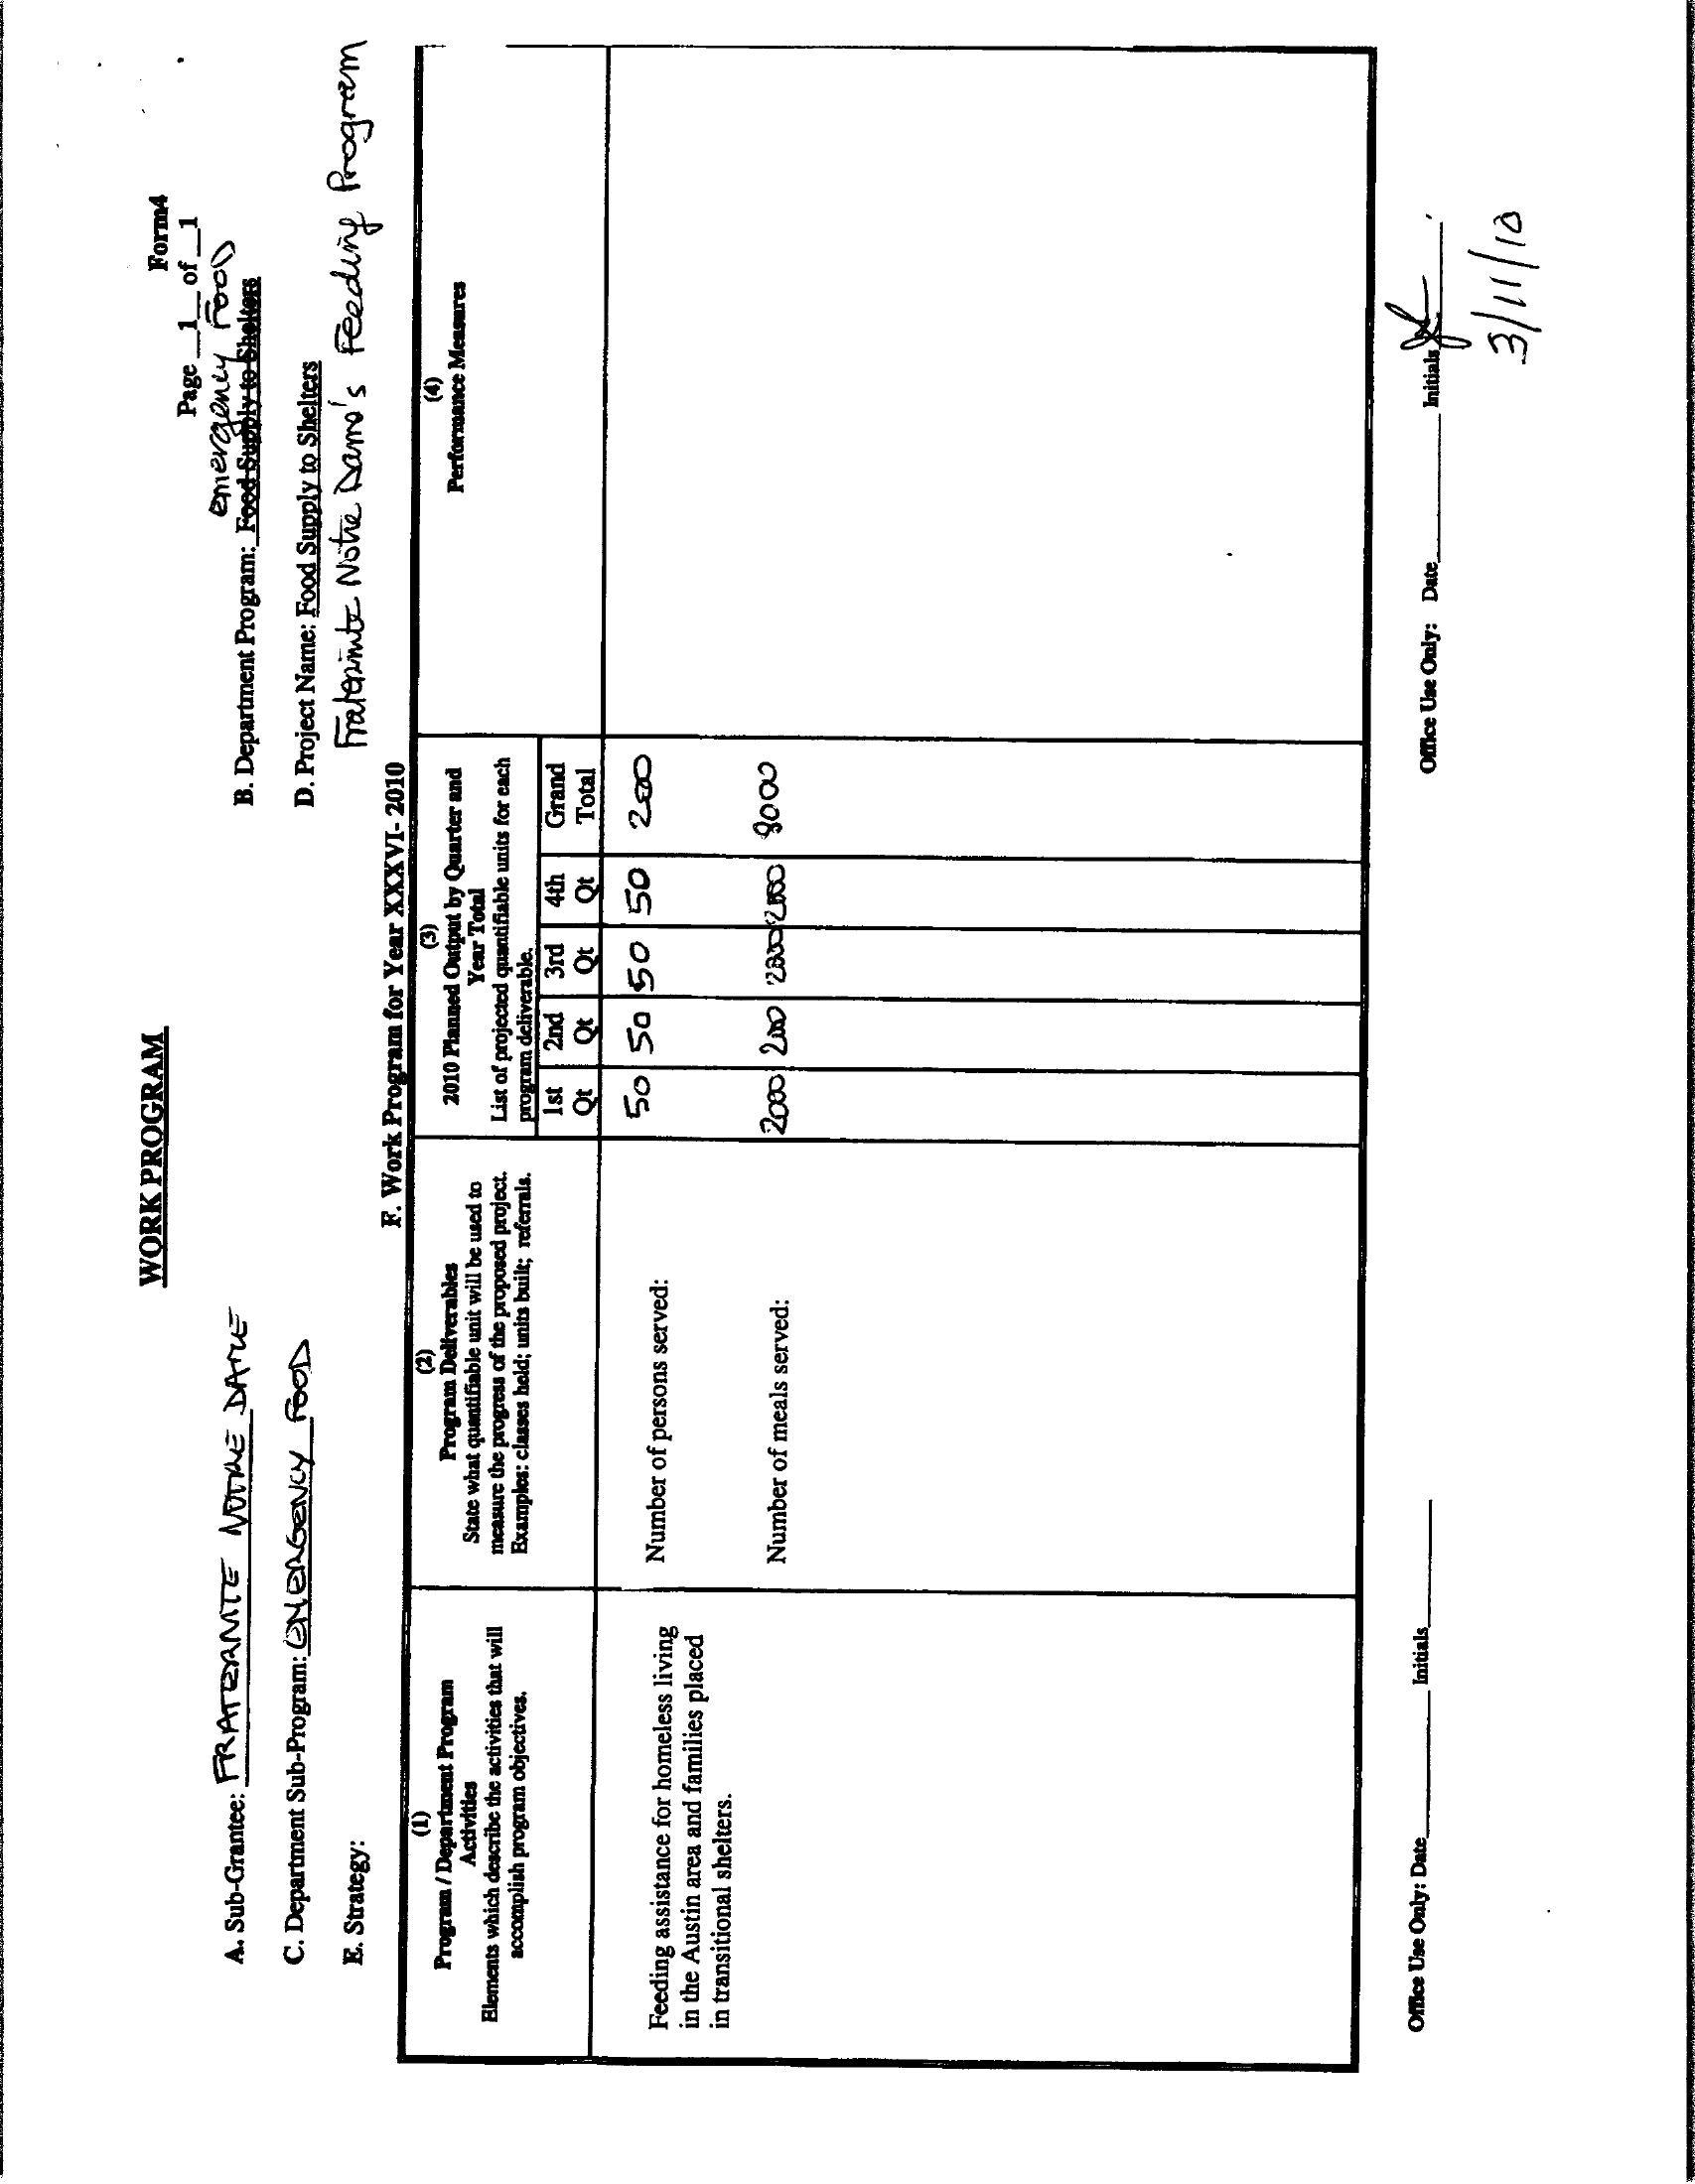 Form4
WORK PROGRAM
Page 1 of 1
emergency Food
A. Sub-Grantee: FRATERNITE NOTRE DAME
B. Department Program: Food Supply to Shelters
C. Department Sub-Program: EMERGENCY FOOD
D. Project Name: Food Supply to Shelters
Fraternite Notre Dame's Feeding Program
E. Strategy:
F. Work Program for Year XXXVI- 2010
(1)
Program / Department Program
Activities
Elements which describe the activities that will
accomplish program objectives.
(2)
Program Deliverables
State what quantifiable unit will be used to
measure the progress of the proposed project.
Examples: classes held; units built; referrals.
(3)
2010 Planned Output by Quarter and
Year Total
List of projected quantifiable units for each
program deliverable.
1st Qt
2nd Qt
3rd Qt
4th Qt
Grand Total
(4)
Performance Measures
Feeding assistance for homeless living
in the Austin area and families placed
in transitional shelters.
Number of persons served: 50 50 50 50 200
Number of meals served: 2000 2000 2000 2000 8000
Office Use Only: Date Initials
Office Use Only: Date Initials
3/11/10